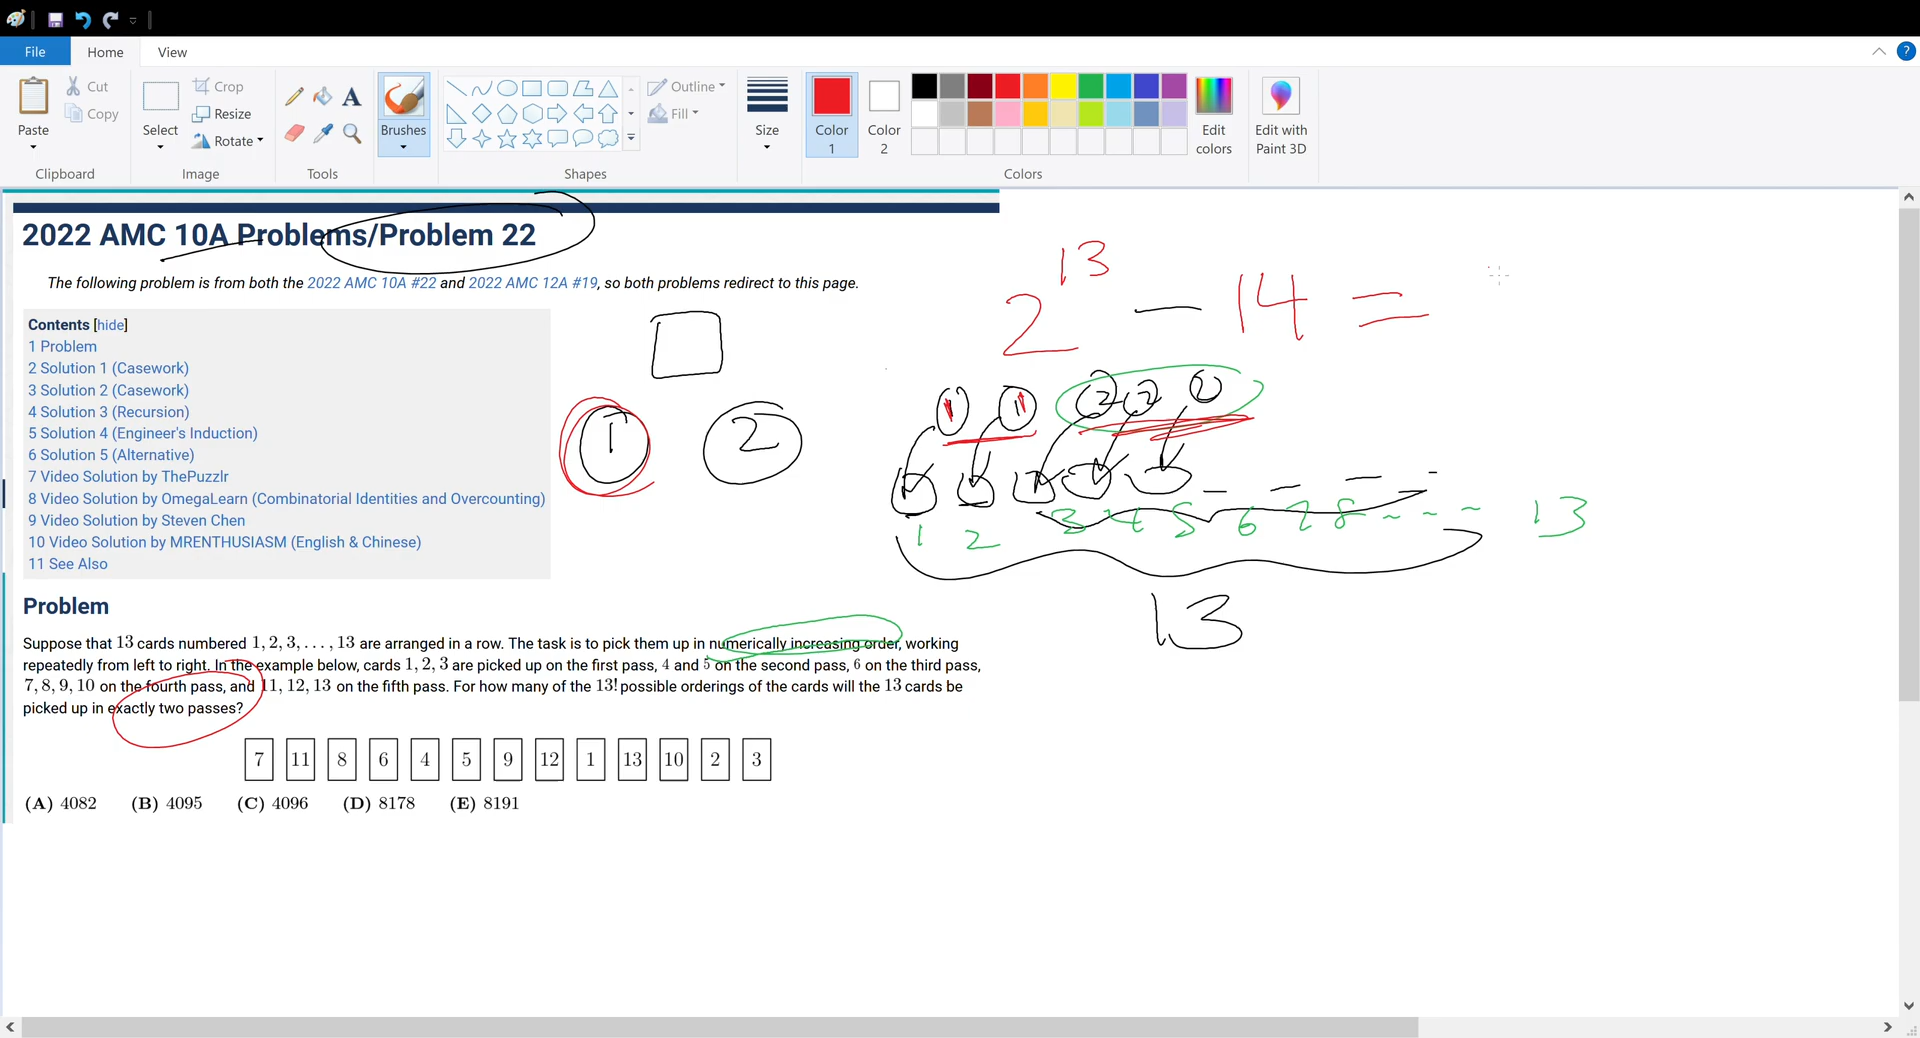 File Home View
Paste Cut Copy Clipboard
Select Crop Resize Rotate Image
A Tools
Brushes
Shapes Outline Fill
Size
Color 1 Color 2 Edit colors Edit with Paint 3D Colors
2022 AMC 10A Problems/Problem 22
The following problem is from both the 2022 AMC 10A #22 and 2022 AMC 12A #19, so both problems redirect to this page.
Contents [hide]
1 Problem
2 Solution 1 (Casework)
3 Solution 2 (Casework)
4 Solution 3 (Recursion)
5 Solution 4 (Engineer's Induction)
6 Solution 5 (Alternative)
7 Video Solution by ThePuzzlr
8 Video Solution by OmegaLearn (Combinatorial Identities and Overcounting)
9 Video Solution by Steven Chen
10 Video Solution by MRENTHUSIASM (English & Chinese)
11 See Also
2^13 - 14 =
1 2
1 1 2 2 2
1 2 3 4 5 6 7 8 - - - 13
13
Problem
Suppose that 13 cards numbered 1, 2, 3, . . . , 13 are arranged in a row. The task is to pick them up in numerically increasing order, working
repeatedly from left to right. In the example below, cards 1, 2, 3 are picked up on the first pass, 4 and 5 on the second pass, 6 on the third pass,
7, 8, 9, 10 on the fourth pass, and 11, 12, 13 on the fifth pass. For how many of the 13! possible orderings of the cards will the 13 cards be
picked up in exactly two passes?
7 11 8 6 4 5 9 12 1 13 10 2 3
(A) 4082 (B) 4095 (C) 4096 (D) 8178 (E) 8191